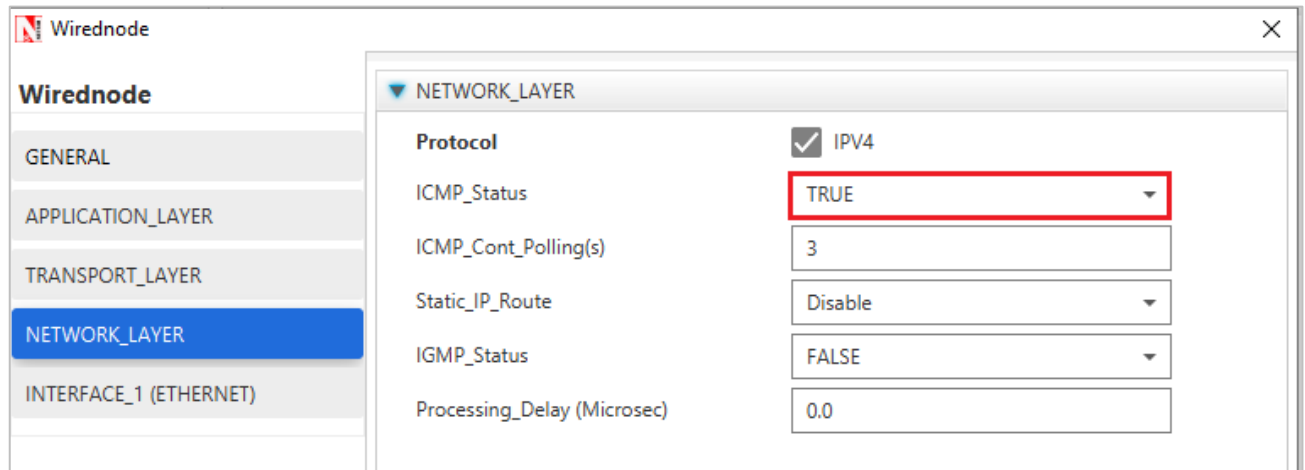 Wirednode
Wirednode
GENERAL
APPLICATION_LAYER
TRANSPORT_LAYER
NETWORK_LAYER
INTERFACE_1 (ETHERNET)
NETWORK_LAYER
Protocol IPV4
ICMP_Status TRUE
ICMP_Cont_Polling(s) 3
Static_IP_Route Disable
IGMP_Status FALSE
Processing_Delay (Microsec) 0.0